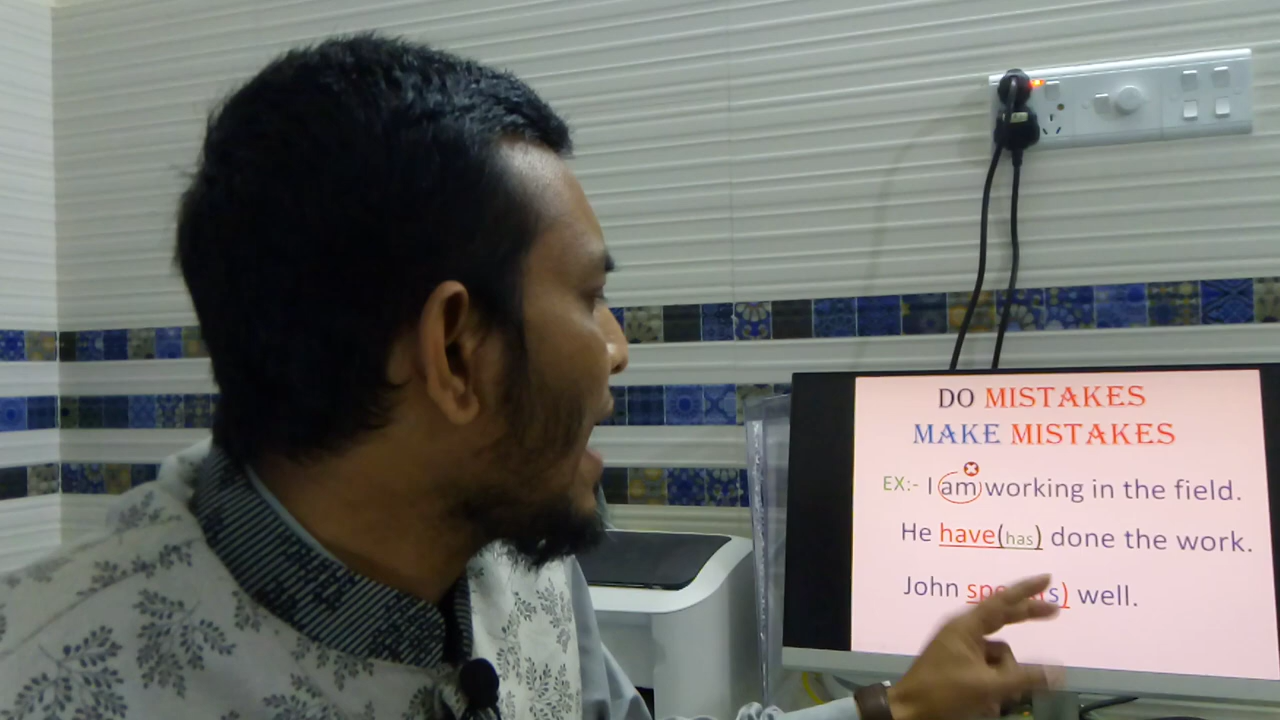 DO MISTAKES
MAKE MISTAKES
EX:- I am working in the field.
He have(has) done the work.
John (s) well.